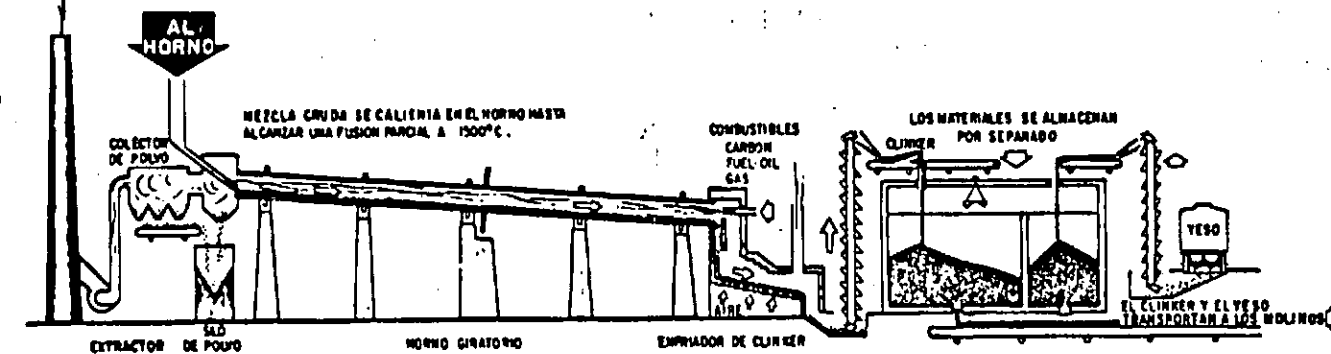 AL
HORNO
MEZCLA CRUDA SE CALIENTA EN EL HORNO HASTA
ALCANZAR UNA FUSION PARCIAL A 1500°C.
COLECTOR
DE POLVO
COMBUSTIBLES
CARBON
FUEL-OIL
GAS
LOS MATERIALES SE ALMACENAN
POR SEPARADO
CLINKER
YESO
AIRE
EL CLINKER Y EL YESO
TRANSPORTAN A LOS MOLINOS
EXTRACTOR
SILO
DE POLVO
HORNO GIRATORIO
ENFRIADOR DE CLINKER